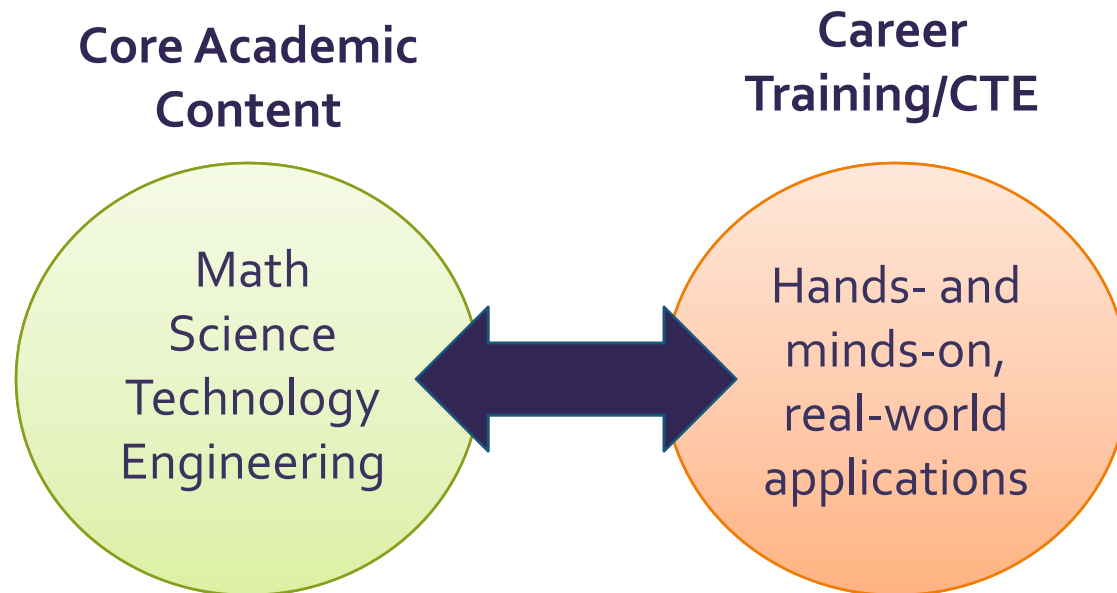 Core Academic
Content
Career
Training/CTE
Math
Science
Technology
Engineering
Hands- and
minds-on,
real-world
applications